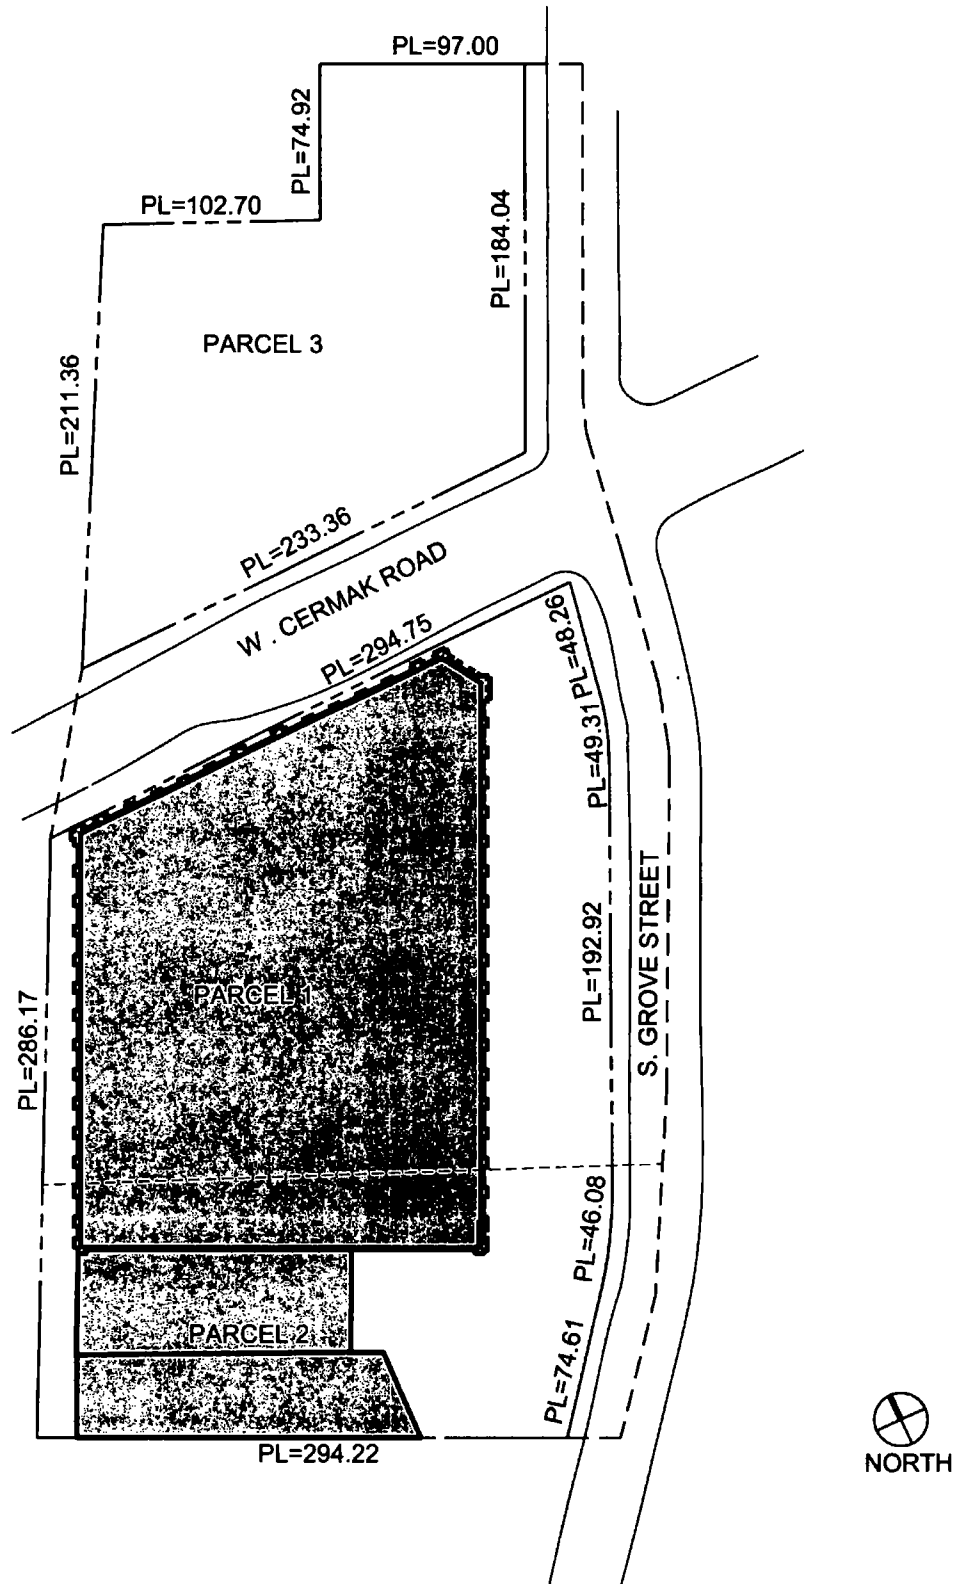 PL=97.00
PL=74.92
PL=102.70
PL=184.04
PARCEL 3
PL=211.36
PL=233.36
W . CERMAK ROAD
PL=294.75
PL=48.26
PL=49.31
S. GROVE STREET
PL=192.92
PARCEL 1
PL=286.17
PL=46.08
PARCEL 2
PL=74.61
PL=294.22
NORTH